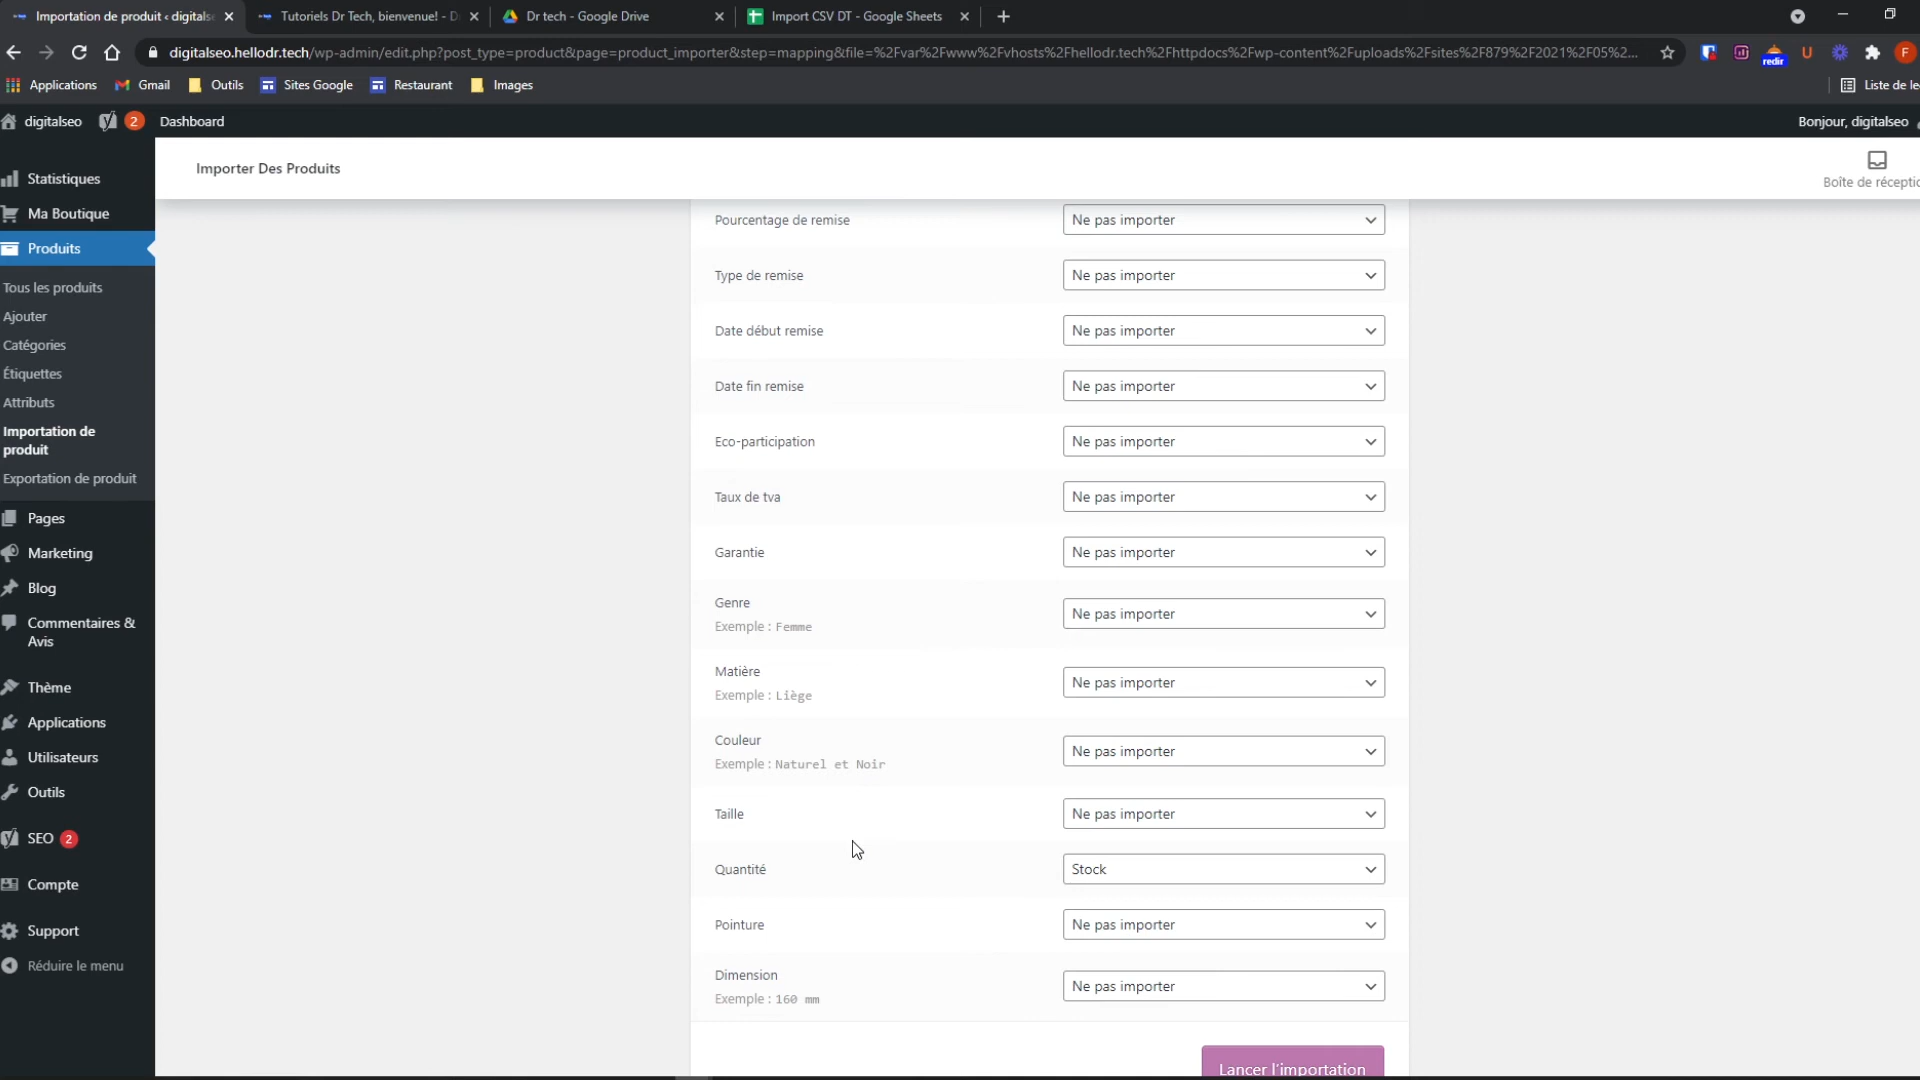 Importation de produit ‹ digitals
Tutoriels Dr Tech, bienvenue! - D
Dr tech - Google Drive
Import CSV DT - Google Sheets
digitalseo.hellodr.tech/wp-admin/edit.php?post_type=product&page=product_importer&step=mapping&file=%2Fvar%2Fwww%2Fvhosts%2Fhellodr.tech%2Fhttpdocs%2Fwp-content%2Fuploads%2Fsites%2F879%2F2021%2F05%2...
redir
U
F
Applications
Gmail
Outils
Sites Google
Restaurant
Images
Liste de le
digitalseo
2
Dashboard
Bonjour, digitalseo
Importer Des Produits
Boîte de réceptio
Statistiques
Ma Boutique
Produits
Tous les produits
Ajouter
Catégories
Étiquettes
Attributs
Importation de
produit
Exportation de produit
Pages
Marketing
Blog
Commentaires &
Avis
Thème
Applications
Utilisateurs
Outils
SEO 2
Compte
Support
Réduire le menu
Pourcentage de remise
Ne pas importer
Type de remise
Ne pas importer
Date début remise
Ne pas importer
Date fin remise
Ne pas importer
Eco-participation
Ne pas importer
Taux de tva
Ne pas importer
Garantie
Ne pas importer
Genre
Exemple : Femme
Ne pas importer
Matière
Exemple : Liège
Ne pas importer
Couleur
Exemple : Naturel et Noir
Ne pas importer
Taille
Ne pas importer
Quantité
Stock
Pointure
Ne pas importer
Dimension
Exemple : 160 mm
Ne pas importer
Lancer l'importation